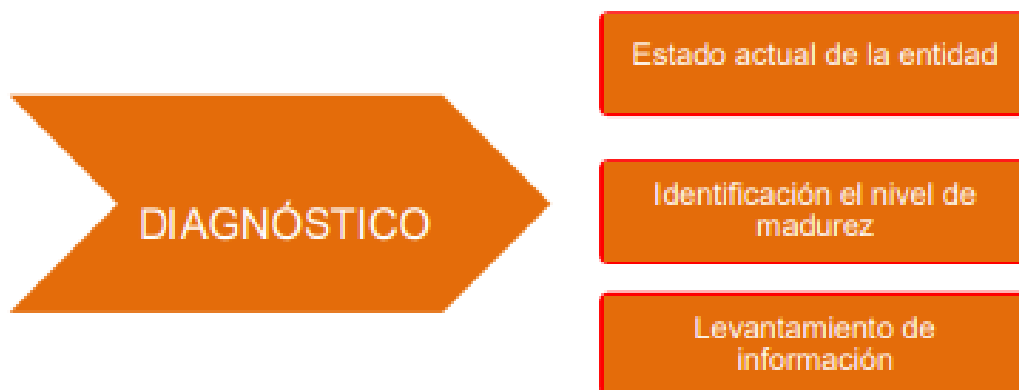 DIAGNÓSTICO
Estado actual de la entidad
Identificación el nivel de
madurez
Levantamiento de
información